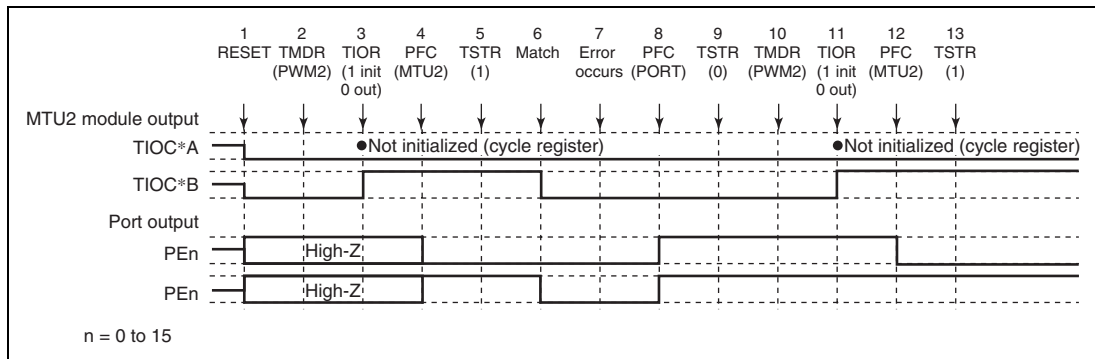 1 2 3 4 5 6 7 8 9 10 11 12 13
RESET TMDR TIOR PFC TSTR Match Error PFC TSTR TMDR TIOR PFC TSTR
(PWM2) (1 init (MTU2) (1) occurs (PORT) (0) (PWM2) (1 init (MTU2) (1)
0 out) 0 out)
MTU2 module output
TIOC*A ●Not initialized (cycle register) ●Not initialized (cycle register)
TIOC*B
Port output
PEn High-Z
PEn High-Z
n = 0 to 15